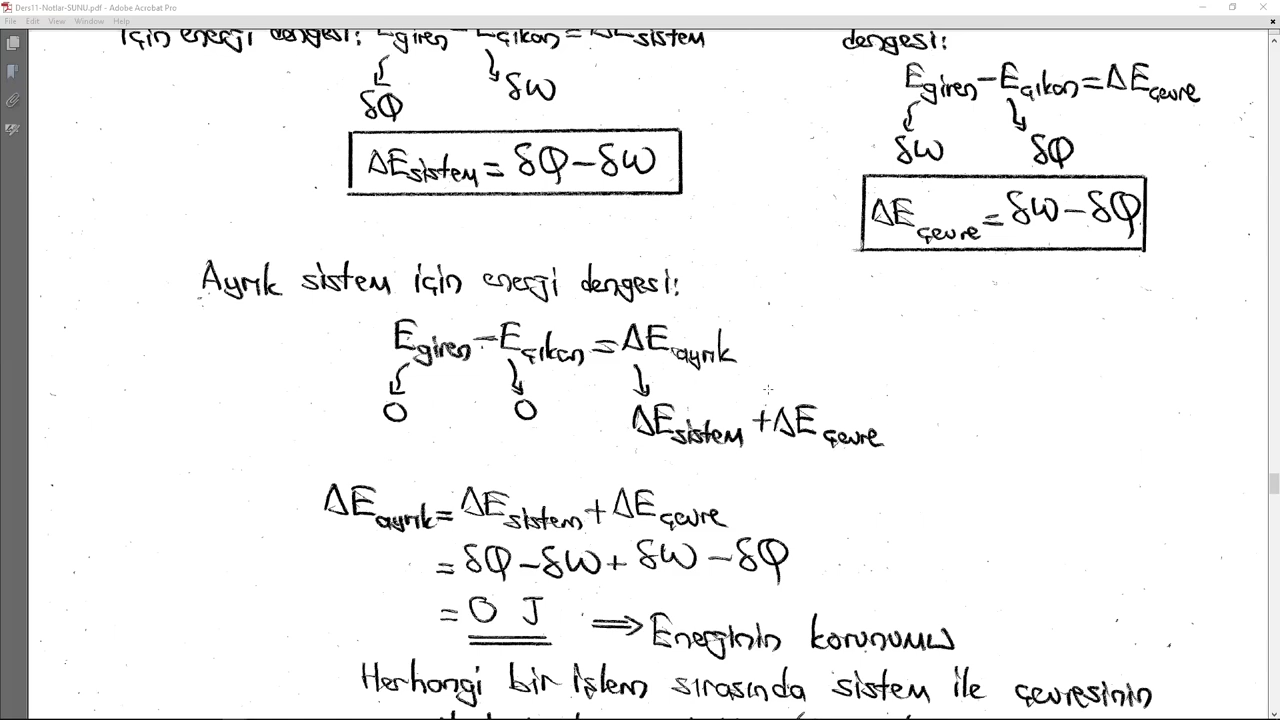 Ders11-Notlar-SUNU.pdf - Adobe Acrobat Pro
File Edit View Window Help
için energi dengesi: Egiren - Eçıkan = ΔEsistem
δQ δW
ΔEsistem = δQ - δW
dengesi:
Egiren - Eçıkan = ΔEçevre
δW δQ
ΔEçevre = δW - δQ
Ayrık sistem için energi dengesi:
Egiren - Eçıkan = ΔEayrık
0 0 ΔEsistem + ΔEçevre
ΔEayrık = ΔEsistem + ΔEçevre
= δQ - δW + δW - δQ
= 0 J ⟹ Energinin korunumu
Herhangi bir işlem sırasında sistem ile çevresinin